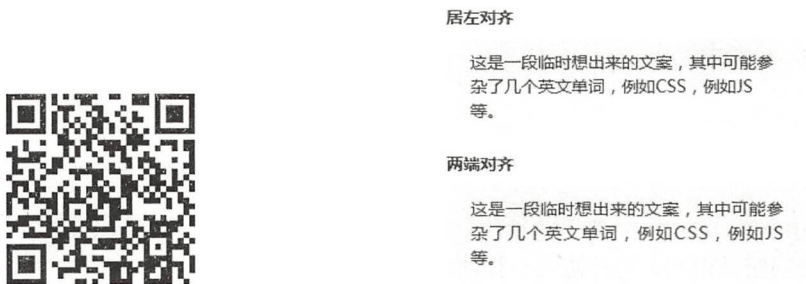 居左对齐
这是一段临时想出来的文案，其中可能参
杂了几个英文单词，例如CSS，例如JS
等。
两端对齐
这是一段临时想出来的文案，其中可能参
杂了几个英文单词，例如CSS，例如JS
等。